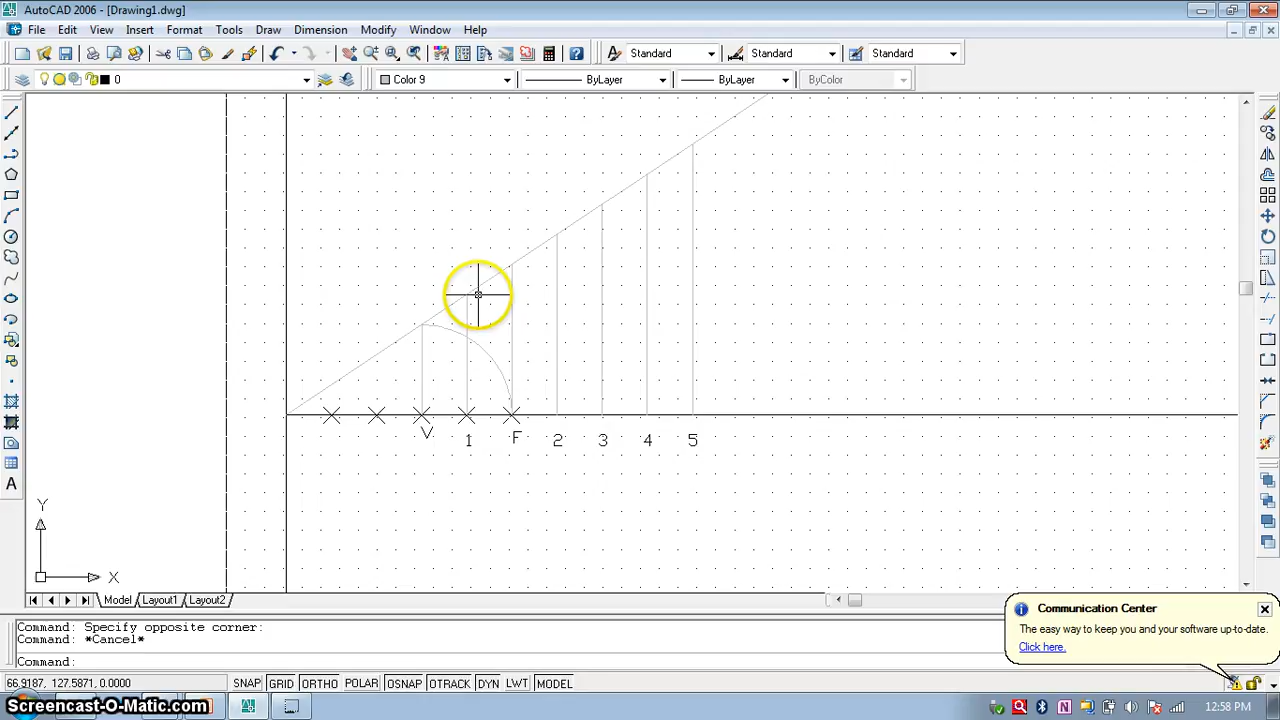 AutoCAD 2006 - [Drawing1.dwg]
File Edit View Insert Format Tools Draw Dimension Modify Window Help
Standard Standard Standard
0 Color 9 ByLayer ByLayer ByColor
V 1 F 2 3 4 5
Y
X
Model Layout1 Layout2
Command: Specify opposite corner:
Command: *Cancel*
Command:
Communication Center
The easy way to keep you and your software up-to-date.
Click here.
66.9187, 127.5871, 0.0000 SNAP GRID ORTHO POLAR OSNAP OTRACK DYN LWT MODEL
Screencast-O-Matic.com 12:58 PM